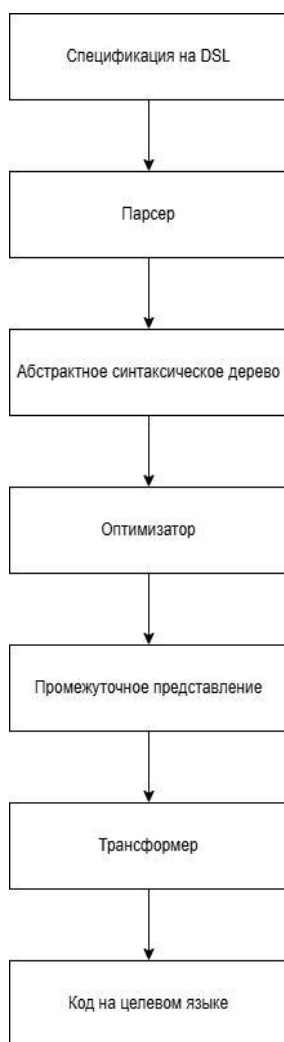 Спецификация на DSL
Парсер
Абстрактное синтаксическое дерево
Оптимизатор
Промежуточное представление
Трансформер
Код на целевом языке